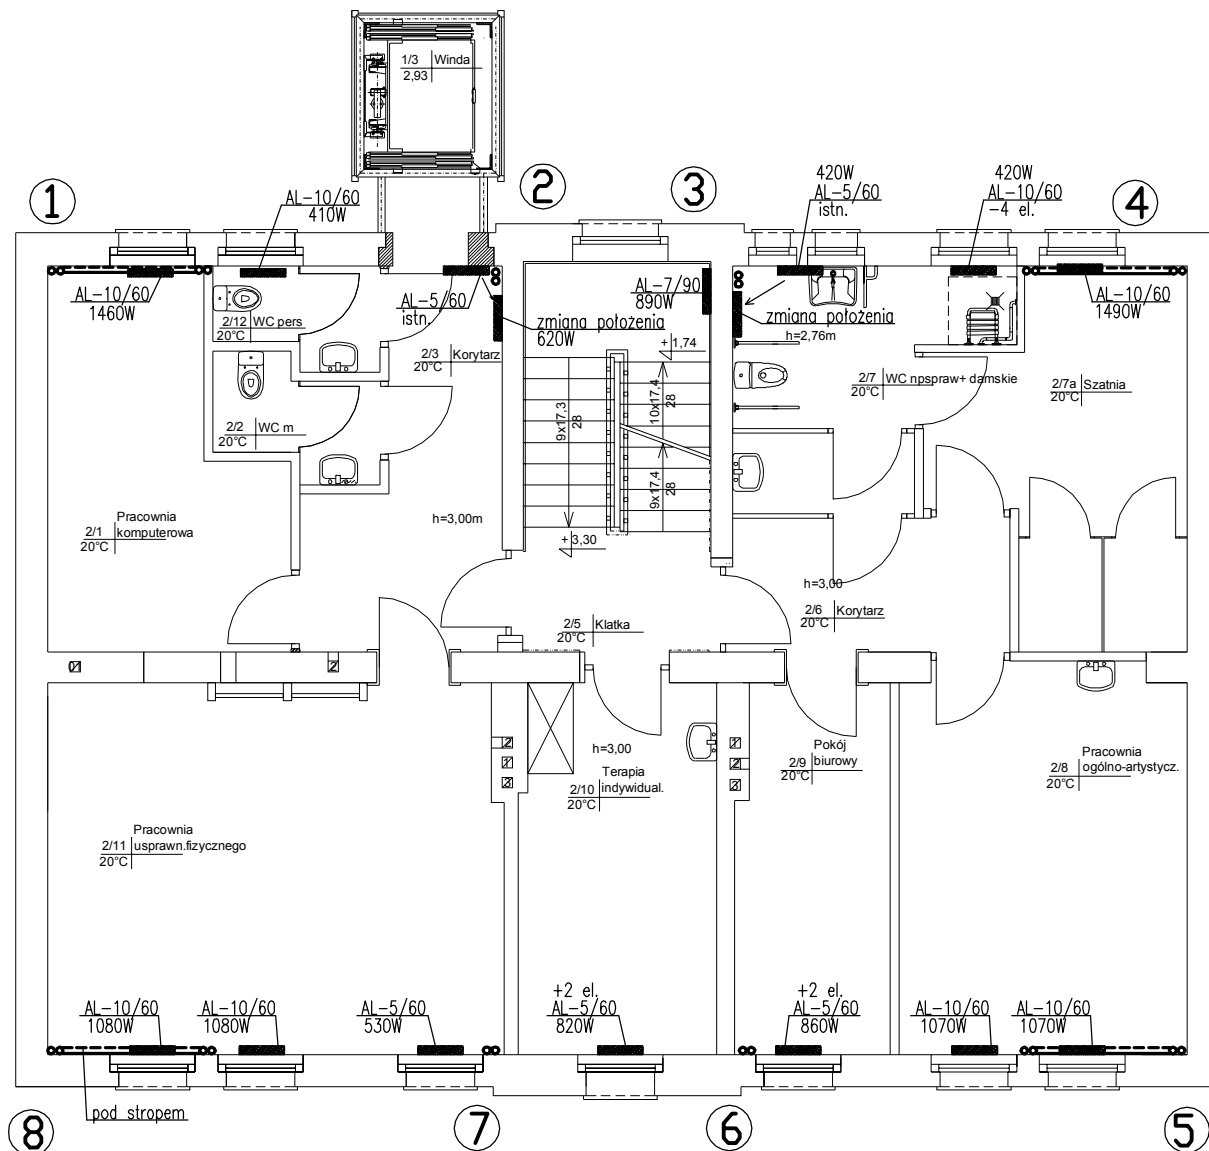 1/3 Winda
2,93
1
2
3
4
AL-10/60
410W
420W
AL-5/60
istn.
420W
AL-10/60
-4 el.
AL-10/60
1460W
AL-5/60
istn.
zmiana położenia
620W
AL-7/90
890W
zmiana położenia
h=2,76m
AL-10/60
1490W
2/12 WC pers
20°C
2/3 Korytarz
20°C
+1,74
2/7 WC npspraw+ damskie
20°C
2/7a Szatnia
20°C
2/2 WC m
20°C
9x17,3
28
10x17,4
28
9x17,4
28
h=3,00m
+3,30
Pracownia
2/1 komputerowa
20°C
h=3,00
2/5 Klatka
20°C
2/6 Korytarz
20°C
2
2
1
3
1
2
3
h=3,00
Terapia
2/10 indywidual.
20°C
Pokój
2/9 biurowy
20°C
Pracownia
2/8 ogólno-artystycz.
20°C
Pracownia
2/11 usprawn.fizycznego
20°C
AL-10/60
1080W
AL-10/60
1080W
AL-5/60
530W
+2 el.
AL-5/60
820W
+2 el.
AL-5/60
860W
AL-10/60
1070W
AL-10/60
1070W
pod stropem
8
7
6
5